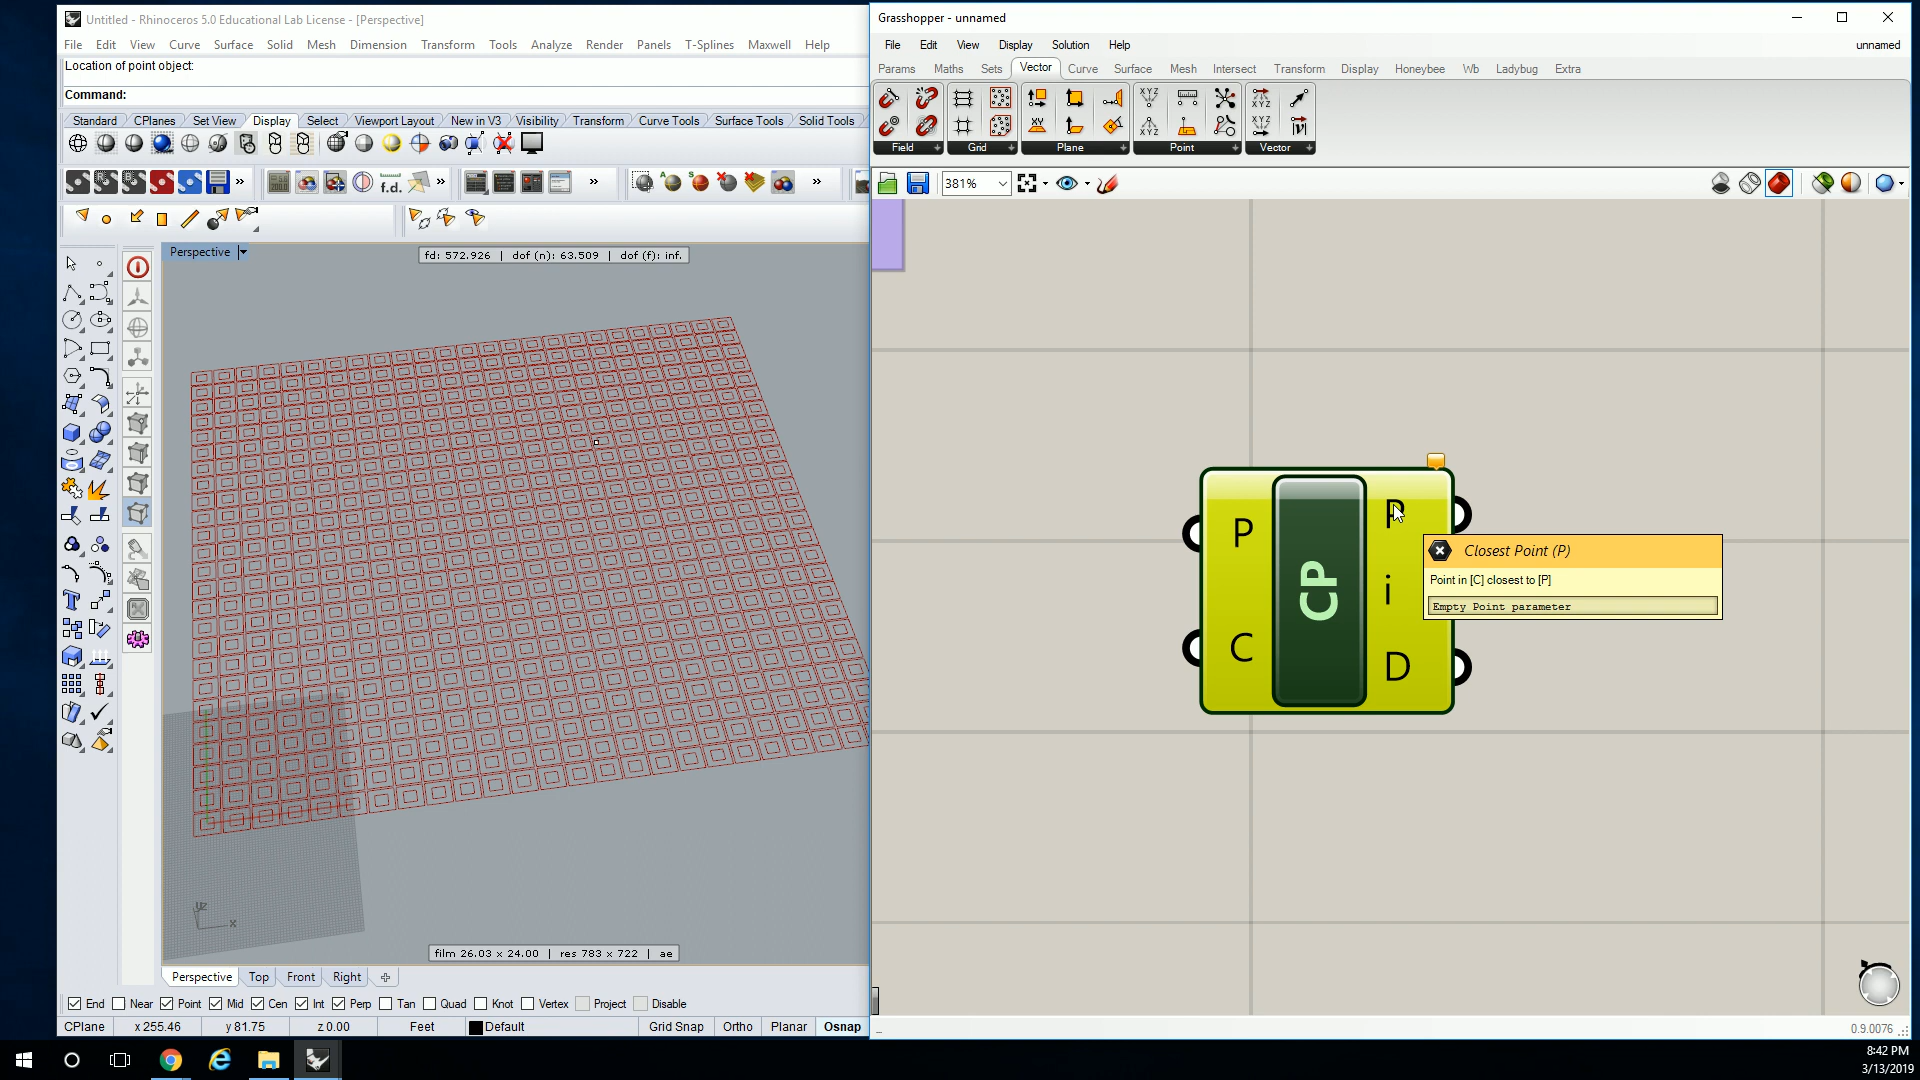 Untitled - Rhinoceros 5.0 Educational Lab License - [Perspective]
File Edit View Curve Surface Solid Mesh Dimension Transform Tools Analyze Render Panels T-Splines Maxwell Help
Location of point object:
Command:
Standard CPlanes Set View Display Select Viewport Layout New in V3 Visibility Transform Curve Tools Surface Tools Solid Tools
f.d.
Perspective
fd: 572.926 | dof (n): 63.509 | dof (f): inf.
film 26.03 x 24.00 | res 783 x 722 | ae
Perspective Top Front Right
End Near Point Mid Cen Int Perp Tan Quad Knot Vertex Project Disable
CPlane x 255.46 y 81.75 z 0.00 Feet Default Grid Snap Ortho Planar Osnap
Grasshopper - unnamed
File Edit View Display Solution Help unnamed
Params Maths Sets Vector Curve Surface Mesh Intersect Transform Display Honeybee Wb Ladybug Extra
Field Grid Plane Point Vector
381%
P
C
CP
P
i
D
Closest Point (P)
Point in [C] closest to [P]
Empty Point parameter
0.9.0076
8:42 PM
3/13/2019